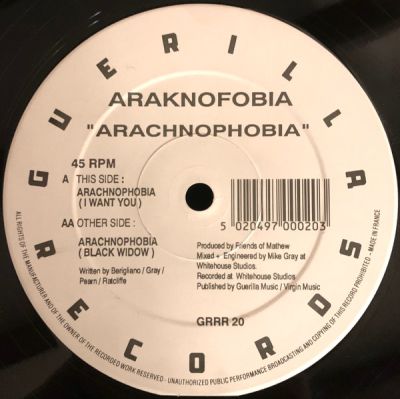 GUERILLA
RECORDS
ARAKNOFOBIA
"ARACHNOPHOBIA"
45 RPM
A THIS SIDE :
ARACHNOPHOBIA
( I WANT YOU )
AA OTHER SIDE :
ARACHNOPHOBIA
( BLACK WIDOW )
Written by Berigliano / Gray /
Pearn / Ratcliffe
5 020497 000203
Produced by Friends of Mathew
Mixed + Engineered by Mike Gray at
Whitehouse Studios.
Recorded at Whitehouse Studios
Published by Guerilla Music / Virgin Music
GRRR 20
ALL RIGHTS OF THE MANUFACTURER AND OF THE OWNER OF THE RECORDED WORK RESERVED - UNAUTHORIZED PUBLIC PERFORMANCE BROADCASTING AND COPYING OF THIS RECORD PROHIBITED - MADE IN FRANCE